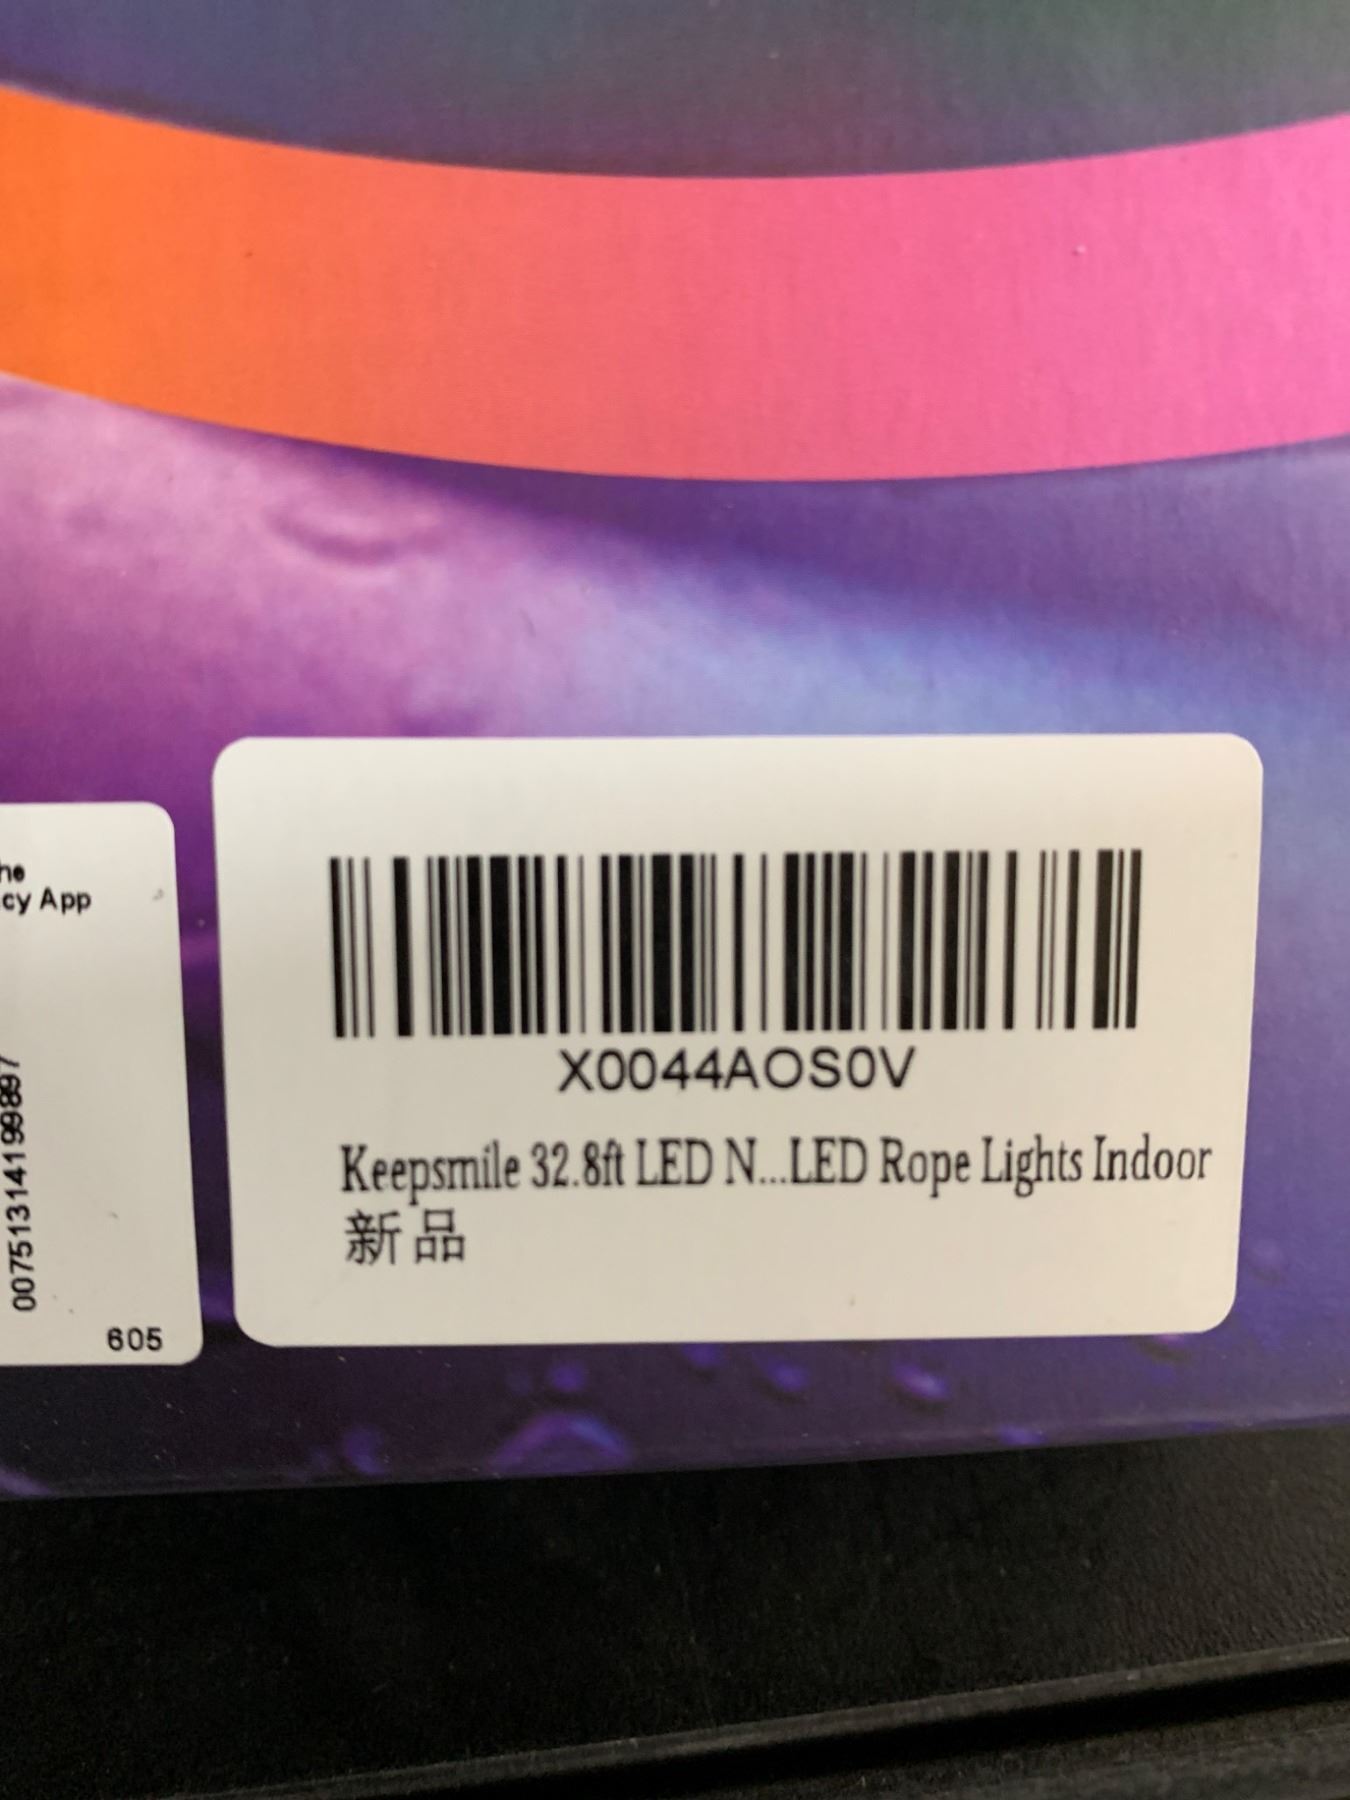 he
cy App
00751314199897
605
X0044AOS0V
Keepsmile 32.8ft LED N...LED Rope Lights Indoor
新品